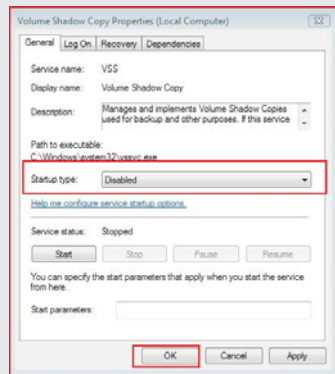 Volume Shadow Copy Properties (Local Computer)
General Log On Recovery Dependencies
Service name: VSS
Display name: Volume Shadow Copy
Description: Manages and implements Volume Shadow Copies
used for backup and other purposes. If this service
Path to executable:
C:\Windows\system32\vssvc.exe
Startup type: Disabled
Help me configure service startup options.
Service status: Stopped
Start Stop Pause Resume
You can specify the start parameters that apply when you start the service
from here.
Start parameters:
OK Cancel Apply